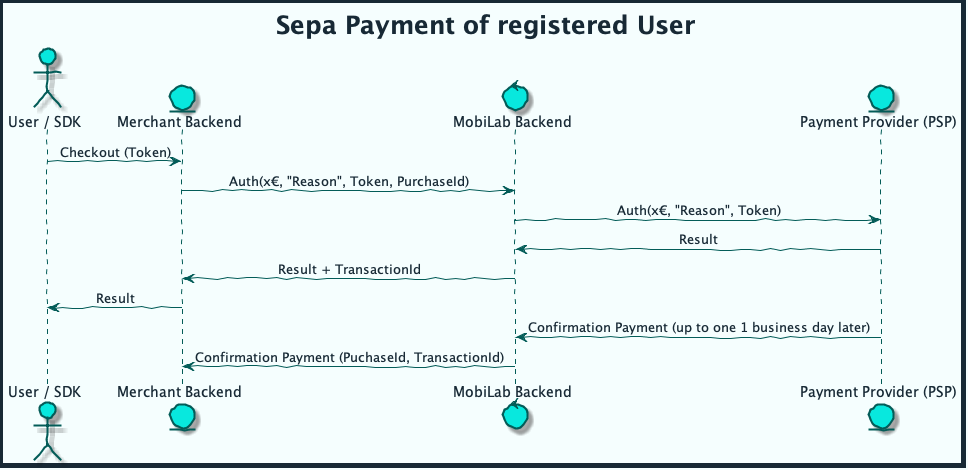 Sepa Payment of registered User
User / SDK
Merchant Backend
MobiLab Backend
Payment Provider (PSP)
Checkout (Token)
Auth(x€, "Reason", Token, PurchaseId)
Auth(x€, "Reason", Token)
Result
Result + TransactionId
Result
Confirmation Payment (up to one 1 business day later)
Confirmation Payment (PuchaseId, TransactionId)
User / SDK
Merchant Backend
MobiLab Backend
Payment Provider (PSP)